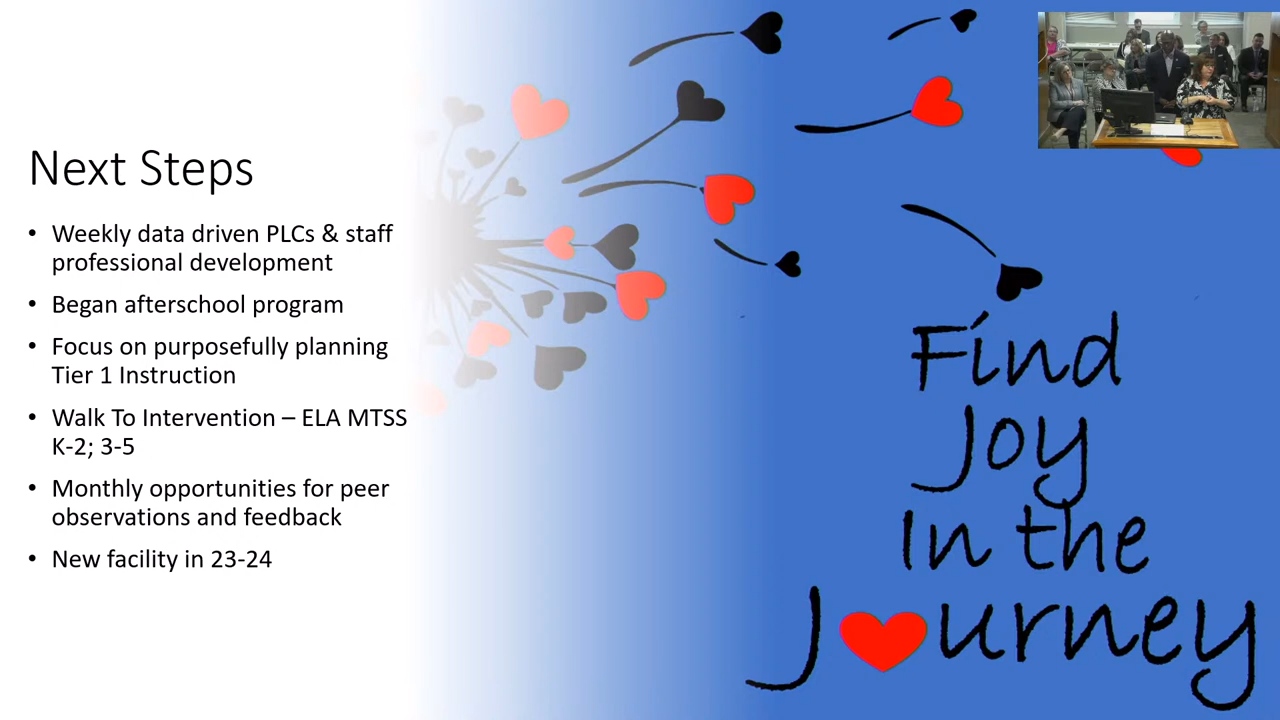 Next Steps
• Weekly data driven PLCs & staff
professional development
• Began afterschool program
• Focus on purposefully planning
Tier 1 Instruction
• Walk To Intervention – ELA MTSS
K-2; 3-5
• Monthly opportunities for peer
observations and feedback
• New facility in 23-24
Find
Joy
In the
J❤urney